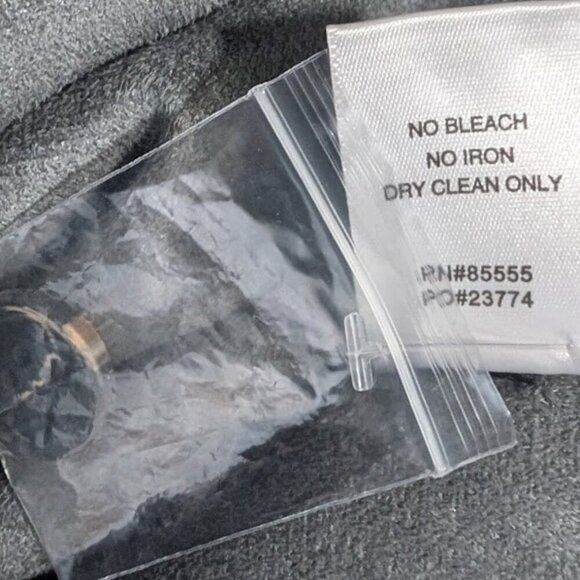 NO BLEACH
NO IRON
DRY CLEAN ONLY
RN#85555
PO#23774